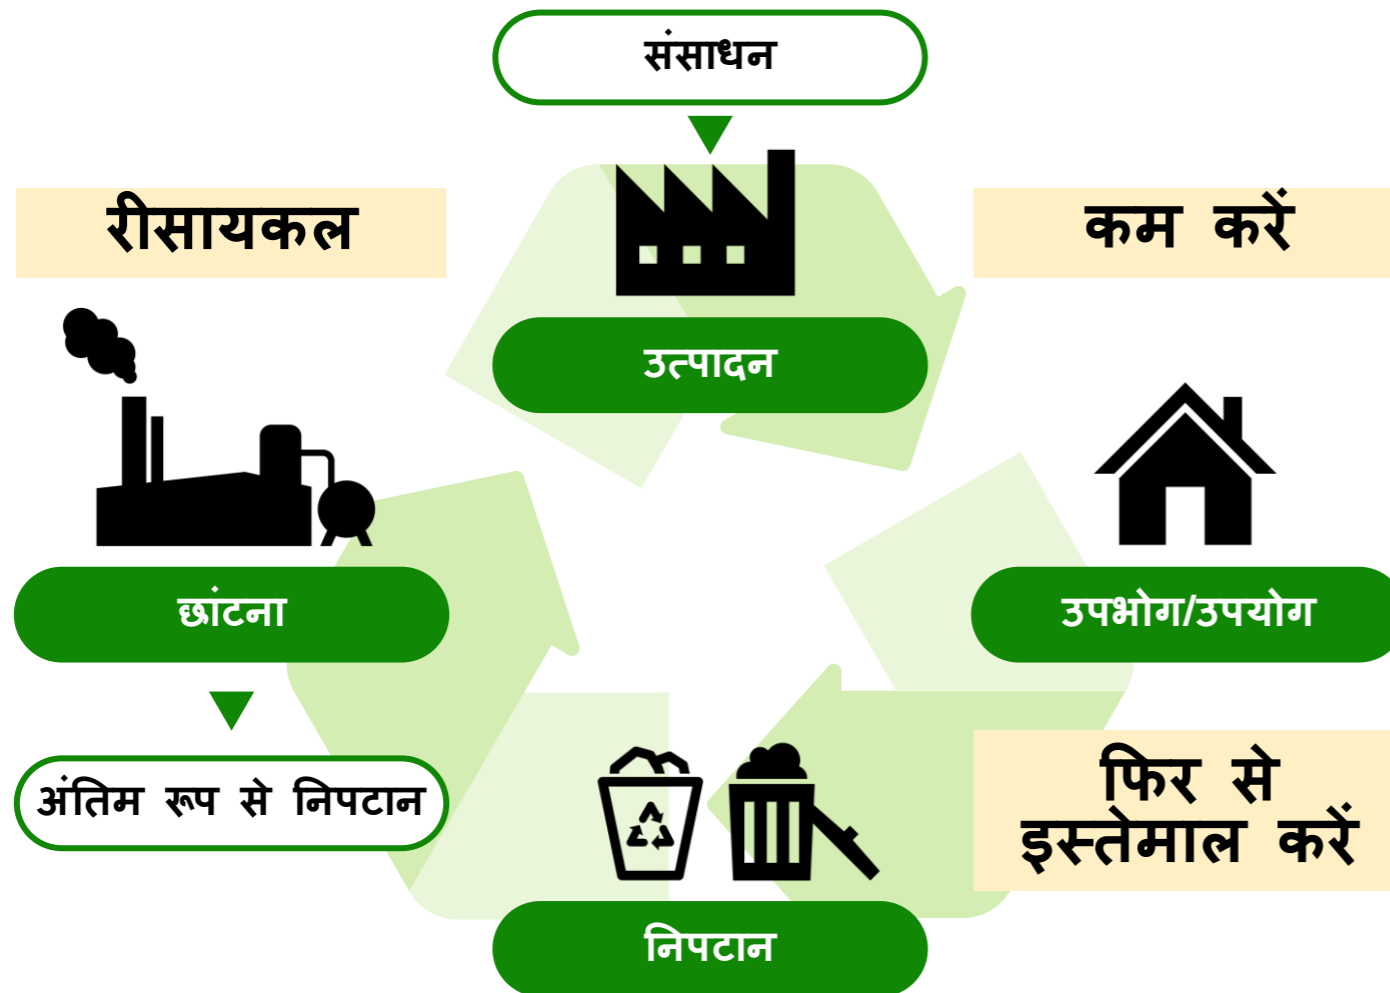 संसाधन
रीसायकल
कम करें
उत्पादन
छांटना
उपभोग/उपयोग
अंतिम रूप से निपटान
फिर से
इस्तेमाल करें
निपटान